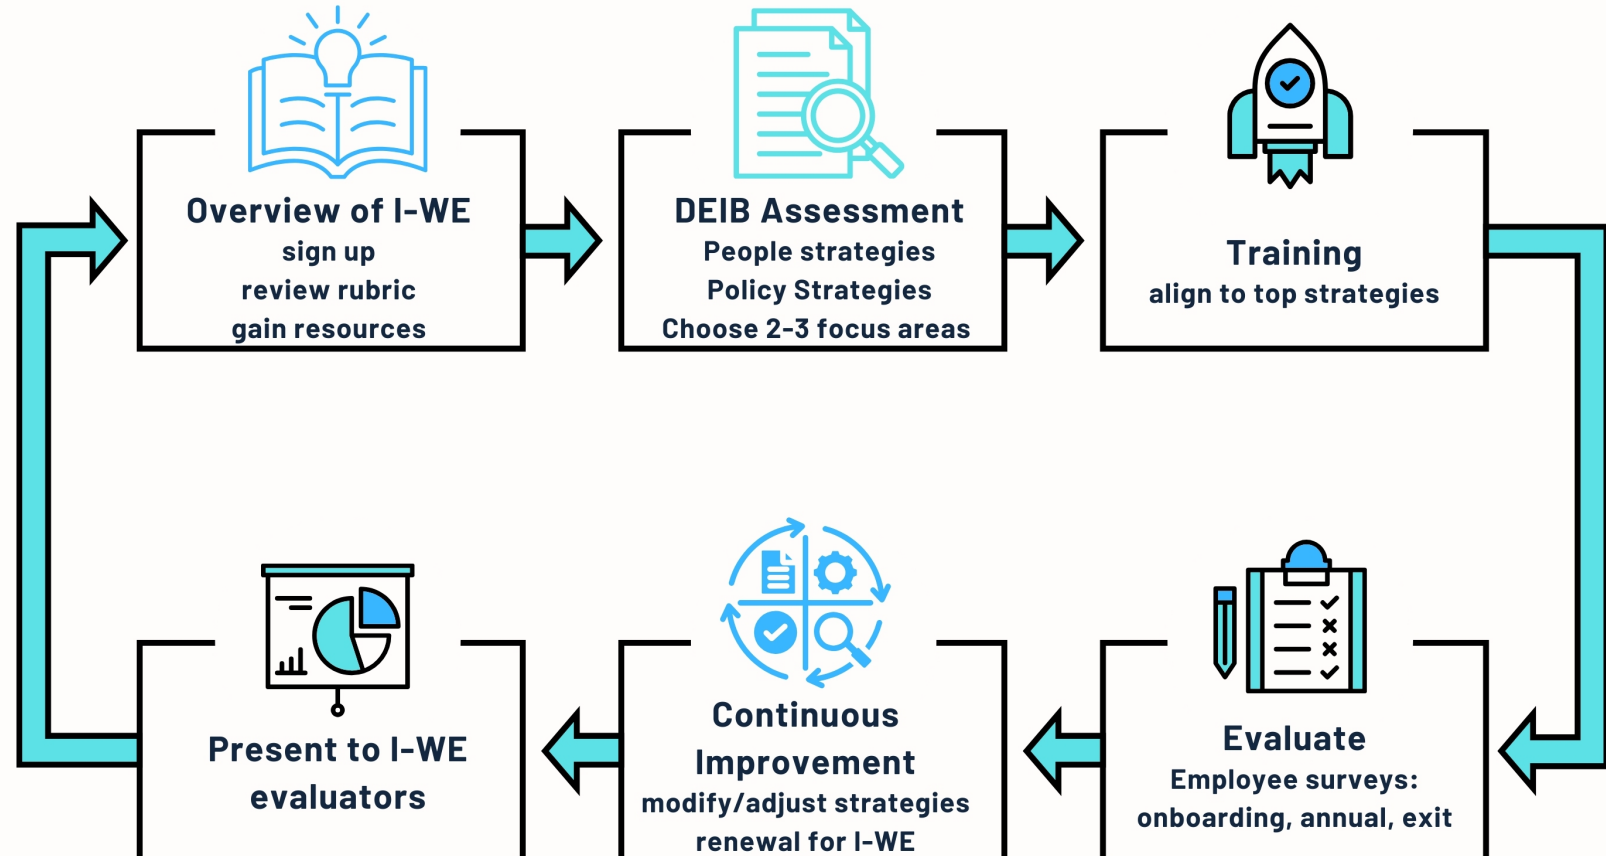 Overview of I-WE
sign up
review rubric
gain resources
DEIB Assessment
People strategies
Policy Strategies
Choose 2-3 focus areas
Training
align to top strategies
Present to I-WE
evaluators
Continuous
Improvement
modify/adjust strategies
renewal for I-WE
Evaluate
Employee surveys:
onboarding, annual, exit